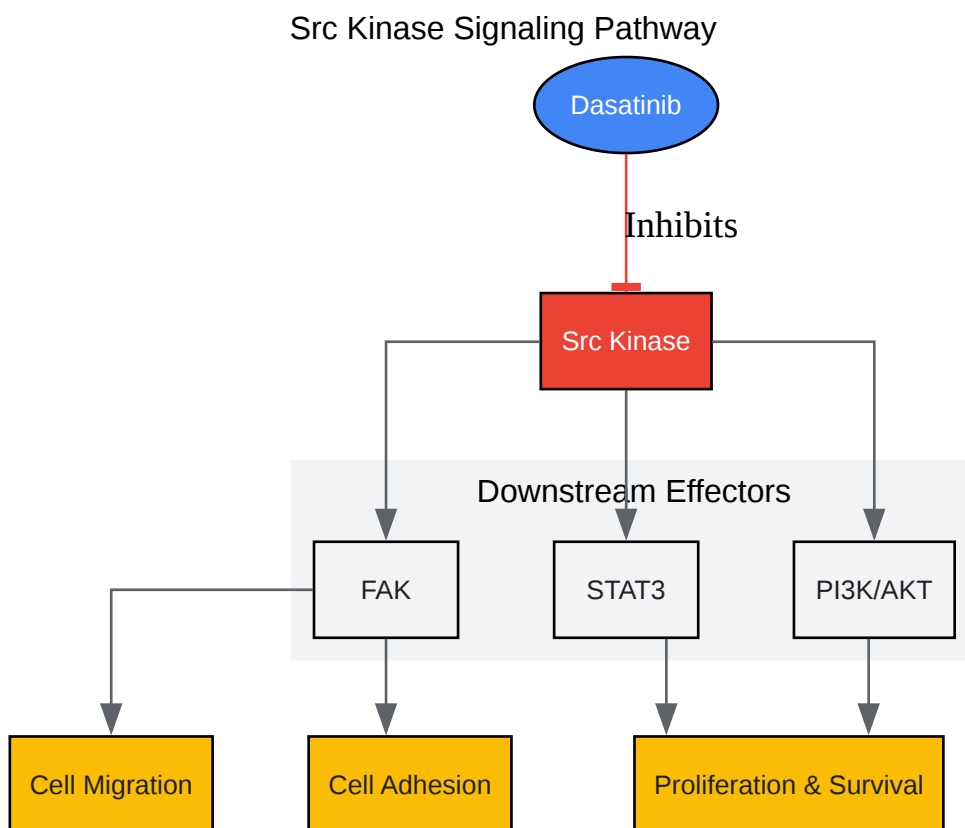 Src Kinase Signaling Pathway
Dasatinib
Inhibits
Src Kinase
Downstream Effectors
FAK
STAT3
PI3K/AKT
Cell Migration
Cell Adhesion
Proliferation & Survival